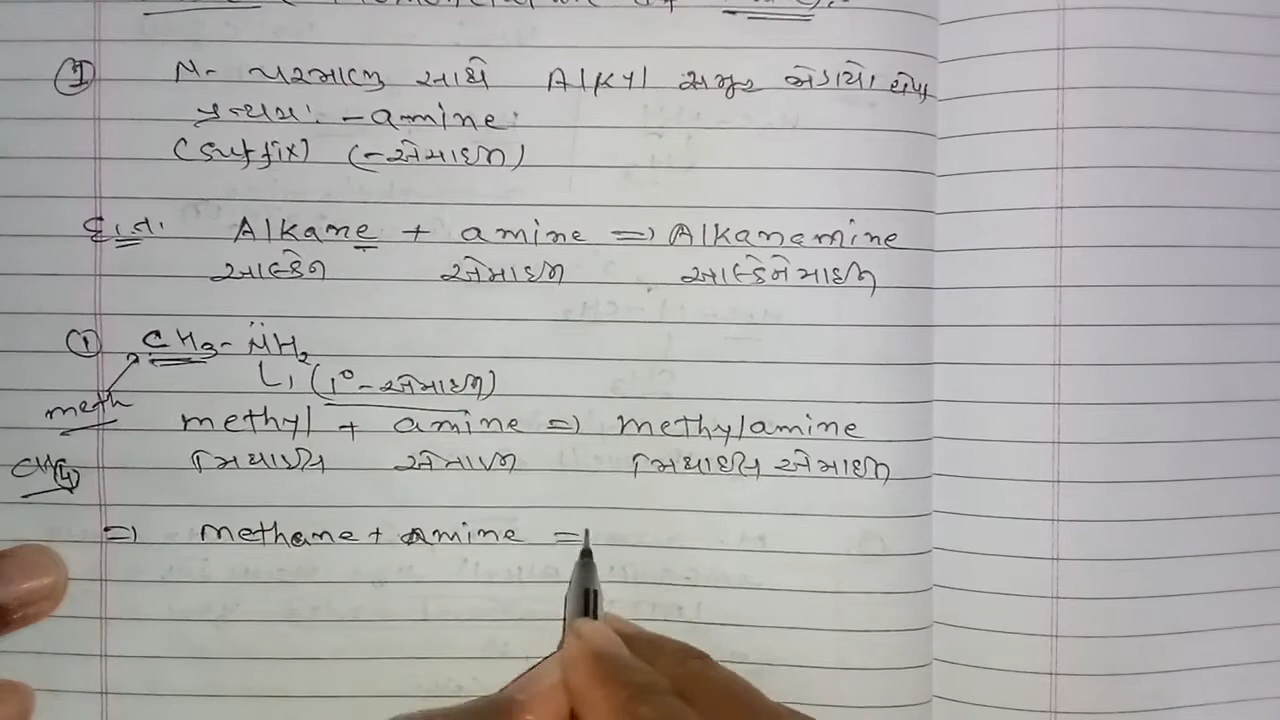 ① N- પરમાણુ સાથે Alkyl સમૂહ જોડાયેલ હોય
પ્રત્યય: -amine.
(suffix) (-એમાઇન)
દા.ત. Alkane + amine => Alkanamine
આલ્કેન એમાઇન આલ્કેનેમાઇન
① CH3-N̈H2
↳ (1°-એમાઇન)
meth methyl + amine => methylamine
CH4 મિથાઇલ એમાઇન મિથાઇલ એમાઇન
=> methane + amine =